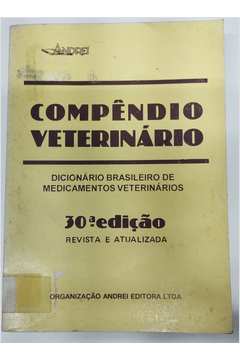 ANDREI
COMPÊNDIO
VETERINÁRIO
DICIONÁRIO BRASILEIRO DE
MEDICAMENTOS VETERINÁRIOS
30ª edição
REVISTA E ATUALIZADA
ORGANIZAÇÃO ANDREI EDITORA LTDA